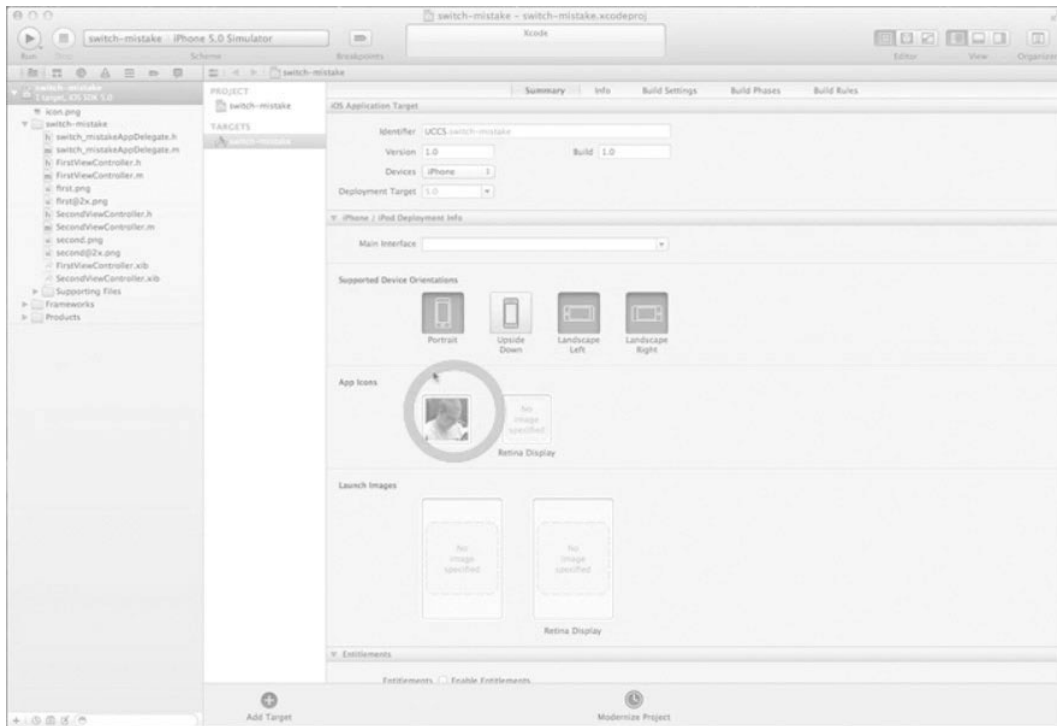 switch-mistake - switch-mistake.xcodeproj
switch-mistake iPhone 5.0 Simulator
Xcode
Run Stop Scheme Breakpoints Editor View Organizer
switch-mistake
switch-mistake
2 target, iOS SDK 5.0
icon.png
switch-mistake
switch_mistakeAppDelegate.h
switch_mistakeAppDelegate.m
FirstViewController.h
FirstViewController.m
first.png
first@2x.png
SecondViewController.h
SecondViewController.m
second.png
second@2x.png
FirstViewController.xib
SecondViewController.xib
Supporting Files
Frameworks
Products
PROJECT
switch-mistake
TARGETS
switch-mistake
Summary Info Build Settings Build Phases Build Rules
iOS Application Target
Identifier UCCS.switch-mistake
Version 1.0 Build 1.0
Devices iPhone
Deployment Target 5.0
iPhone / iPod Deployment Info
Main Interface
Supported Device Orientations
Portrait
Upside Down
Landscape Left
Landscape Right
App Icons
No image specified
Retina Display
Launch Images
No image specified
No image specified
Retina Display
Entitlements
Entitlements Enable Entitlements
Add Target
Modernize Project